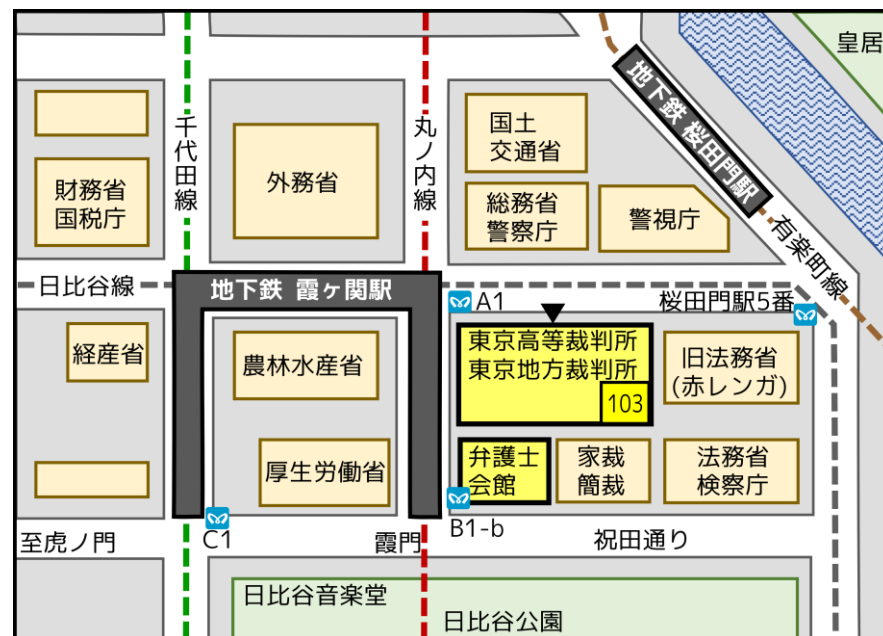 皇居
地下鉄 桜田門駅
千代田線
丸ノ内線
国土
交通省
外務省
財務省
国税庁
総務省
警察庁
警視庁
有楽町線
日比谷線
地下鉄 霞ヶ関駅
A1
桜田門駅5番
経産省
農林水産省
東京高等裁判所
東京地方裁判所
103
旧法務省
(赤レンガ)
厚生労働省
弁護士
会館
家裁
簡裁
法務省
検察庁
至虎ノ門
C1
霞門
B1-b
祝田通り
日比谷音楽堂
日比谷公園